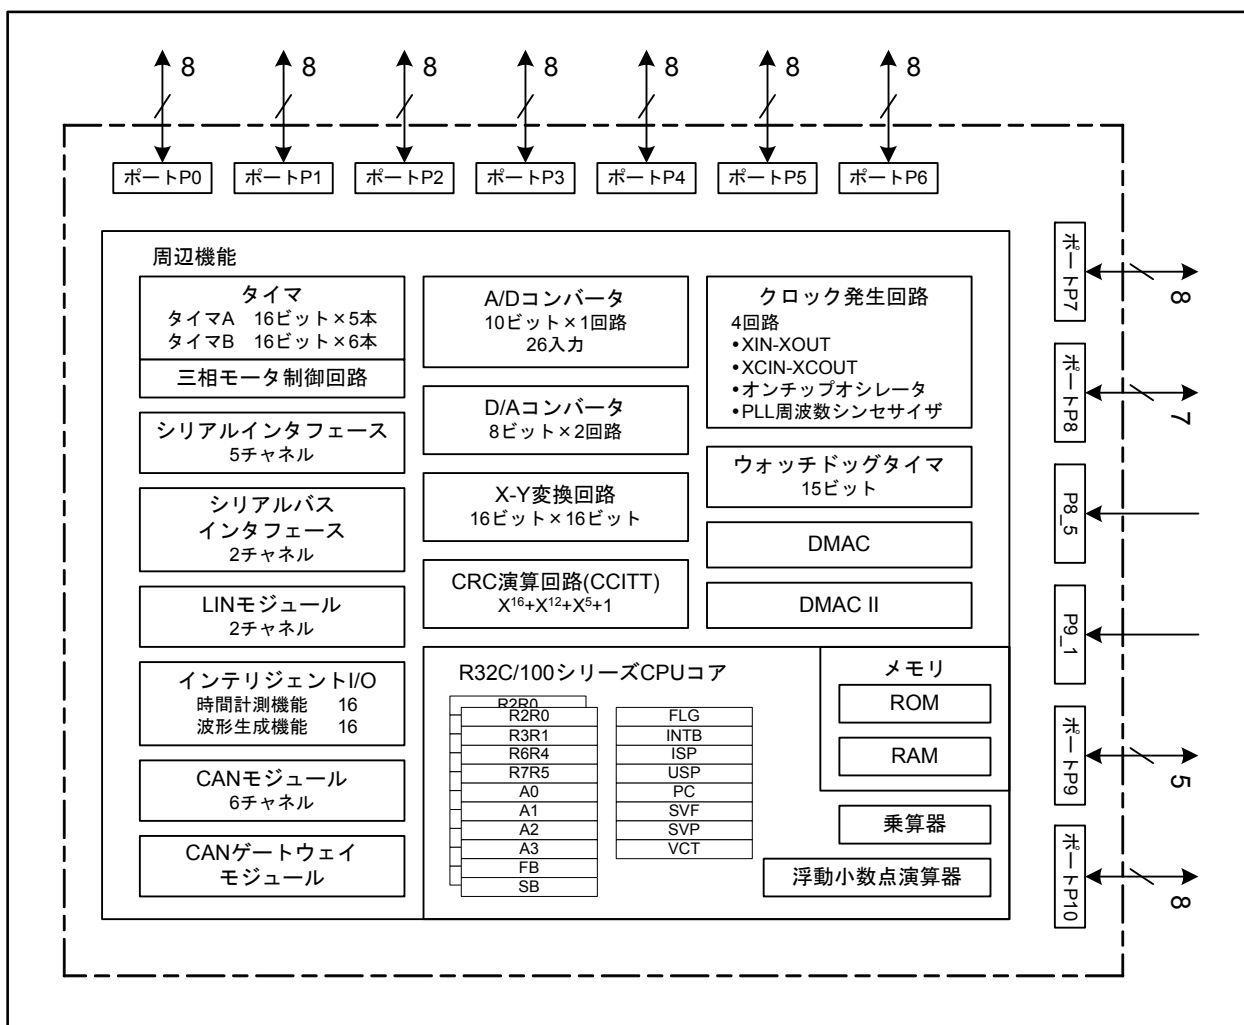 8
8
8
8
8
8
8
ポートP0
ポートP1
ポートP2
ポートP3
ポートP4
ポートP5
ポートP6
周辺機能
タイマ
タイマA 16ビット×5本
タイマB 16ビット×6本
三相モータ制御回路
シリアルインタフェース
5チャネル
シリアルバス
インタフェース
2チャネル
LINモジュール
2チャネル
インテリジェントI/O
時間計測機能 16
波形生成機能 16
CANモジュール
6チャネル
CANゲートウェイ
モジュール
A/Dコンバータ
10ビット×1回路
26入力
D/Aコンバータ
8ビット×2回路
X-Y変換回路
16ビット×16ビット
CRC演算回路(CCITT)
X¹⁶+X¹²+X⁵+1
クロック発生回路
4回路
•XIN-XOUT
•XCIN-XCOUT
•オンチップオシレータ
•PLL周波数シンセサイザ
ウォッチドッグタイマ
15ビット
DMAC
DMAC II
R32C/100シリーズCPUコア
R2R0
R2R0
R3R1
R6R4
R7R5
A0
A1
A2
A3
FB
SB
FLG
INTB
ISP
USP
PC
SVF
SVP
VCT
メモリ
ROM
RAM
乗算器
浮動小数点演算器
ポートP7
8
ポートP8
7
P8_5
P9_1
ポートP9
5
ポートP10
8